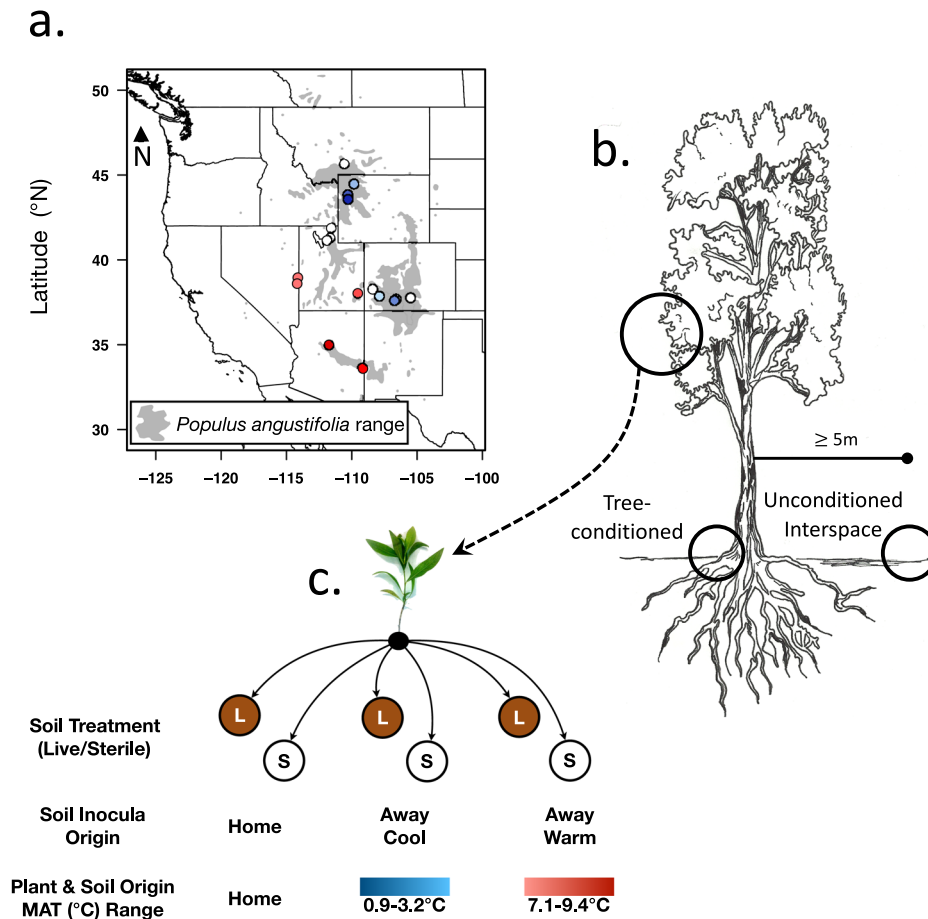 a.
50
45
40
35
30
Latitude (°N)
N
Populus angustifolia range
−125
−120
−115
−110
−105
−100
b.
≥ 5m
Tree-
conditioned
Unconditioned
Interspace
c.
L
L
L
S
S
S
Soil Treatment
(Live/Sterile)
Soil Inocula
Origin
Home
Away
Cool
Away
Warm
Plant & Soil Origin
MAT (°C) Range
Home
0.9-3.2°C
7.1-9.4°C